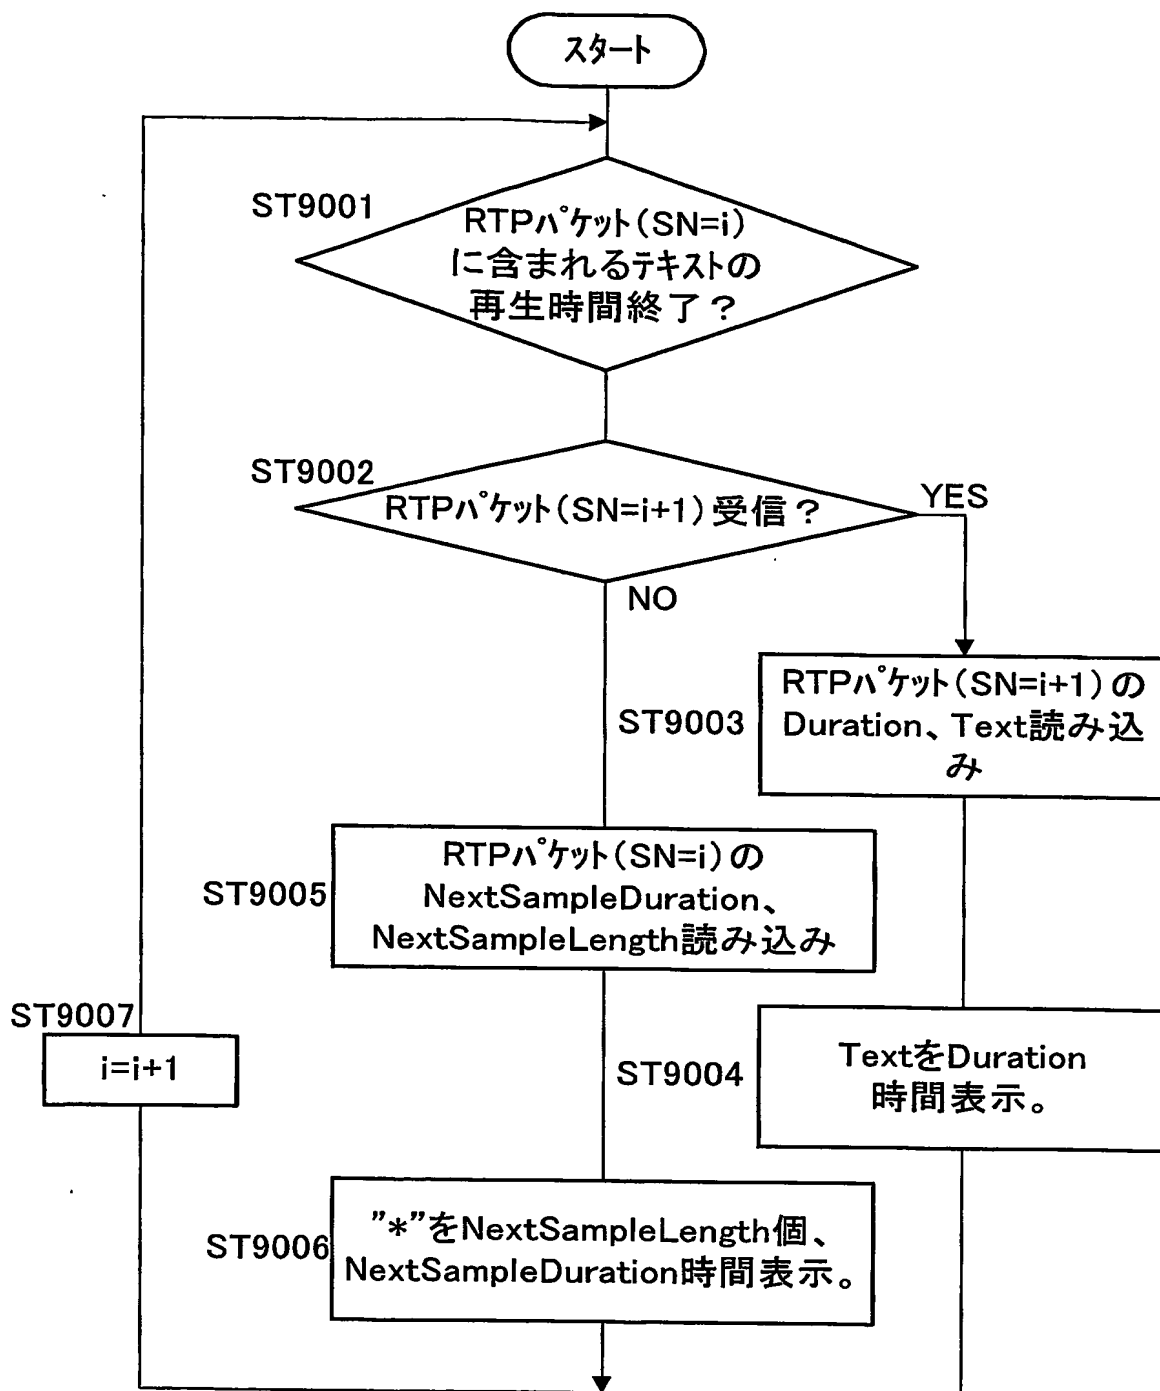 スタート
ST9001
RTPパケット(SN=i)
に含まれるテキストの
再生時間終了？
ST9002
RTPパケット(SN=i+1)受信？
YES
NO
ST9003
RTPパケット(SN=i+1)の
Duration、Text読み込
み
ST9005
RTPパケット(SN=i)の
NextSampleDuration、
NextSampleLength読み込み
ST9007
i=i+1
ST9004
TextをDuration
時間表示。
ST9006
”*”をNextSampleLength個、
NextSampleDuration時間表示。